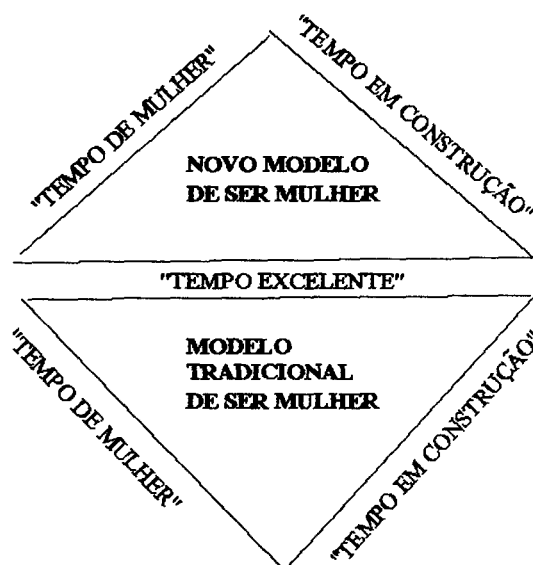 "TEMPO DE MULHER"
"TEMPO EM CONSTRUÇÃO"
NOVO MODELO
DE SER MULHER
"TEMPO EXCELENTE"
MODELO
TRADICIONAL
DE SER MULHER
"TEMPO DE MULHER"
"TEMPO EM CONSTRUÇÃO"